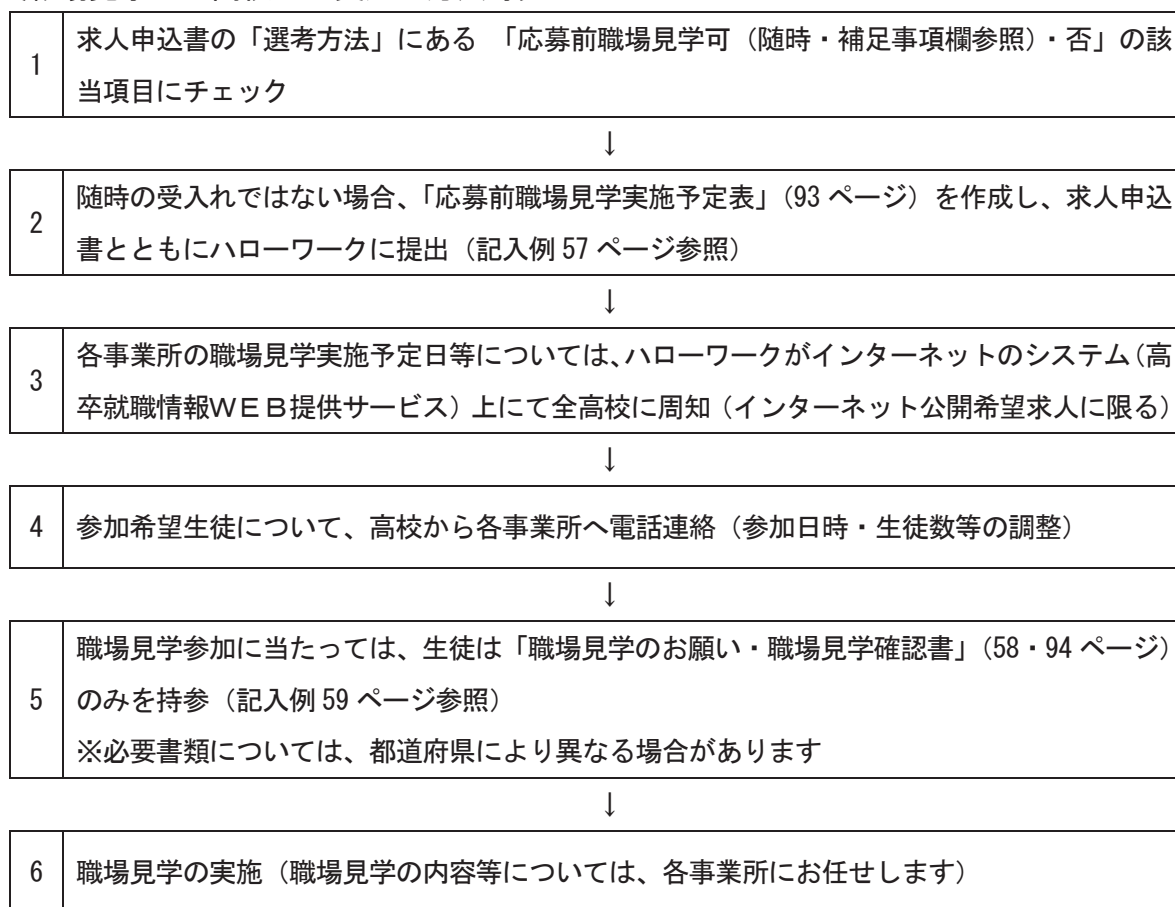 1
求人申込書の「選考方法」にある 「応募前職場見学可（随時・補足事項欄参照）・否」の該
当項目にチェック
↓
2
随時の受入れではない場合、「応募前職場見学実施予定表」（93 ページ）を作成し、求人申込
書とともにハローワークに提出（記入例 57 ページ参照）
↓
3
各事業所の職場見学実施予定日等については、ハローワークがインターネットのシステム（高
卒就職情報ＷＥＢ提供サービス）上にて全高校に周知（インターネット公開希望求人に限る）
↓
4
参加希望生徒について、高校から各事業所へ電話連絡（参加日時・生徒数等の調整）
↓
5
職場見学参加に当たっては、生徒は「職場見学のお願い・職場見学確認書」（58・94 ページ）
のみを持参（記入例 59 ページ参照）
※必要書類については、都道府県により異なる場合があります
↓
6
職場見学の実施（職場見学の内容等については、各事業所にお任せします）